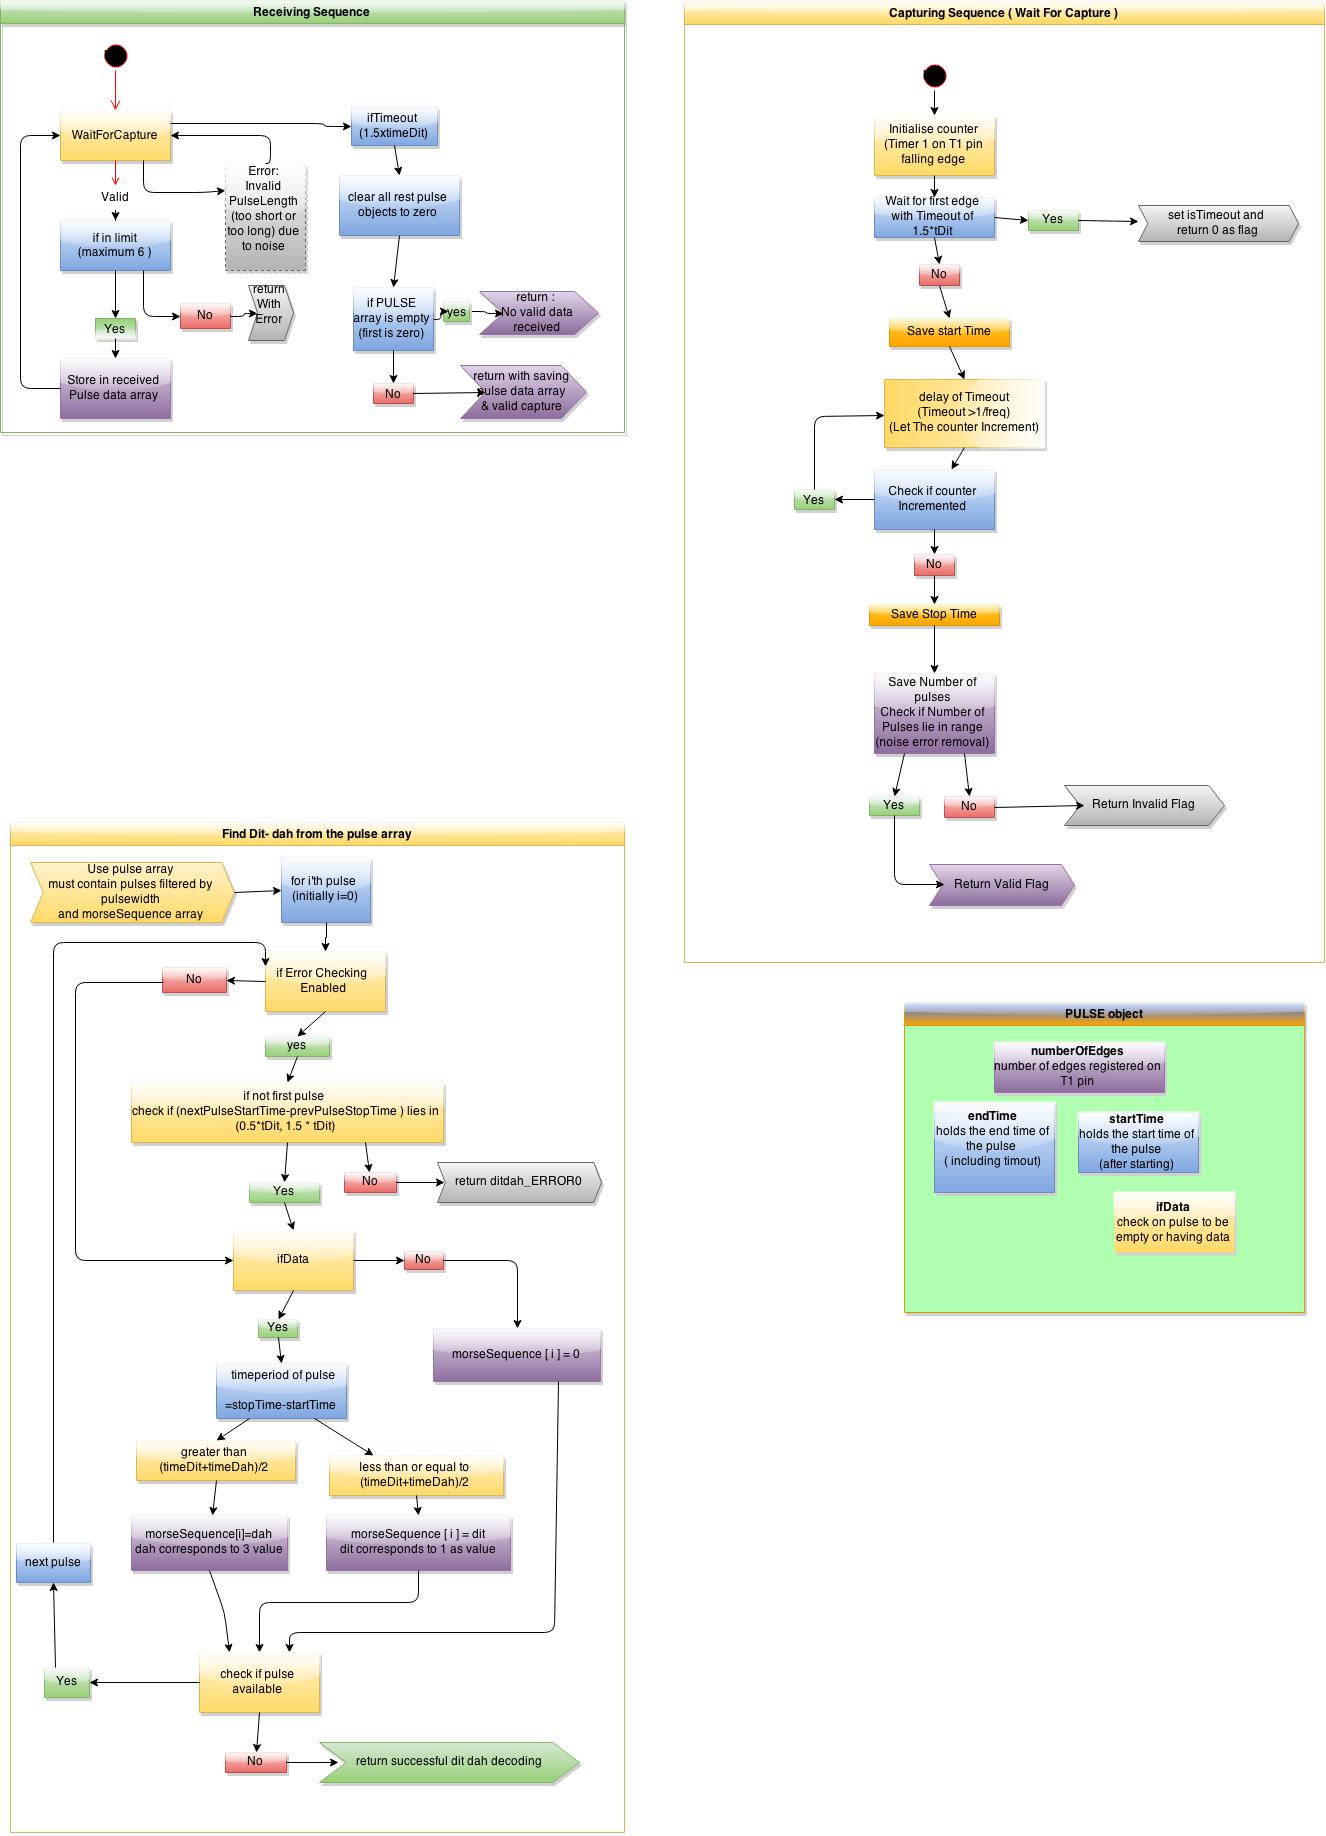 Receiving Sequence
WaitForCapture
Valid
if in limit
(maximum 6 )
Yes
Store in received
Pulse data array
No
return
With
Error
Error:
Invalid
PulseLength
(too short or
too long) due
to noise
ifTimeout
(1.5xtimeDit)
clear all rest pulse
objects to zero
if PULSE
array is empty
(first is zero)
yes
return :
No valid data
received
No
return with saving
pulse data array
& valid capture
Capturing Sequence ( Wait For Capture )
Initialise counter
(Timer 1 on T1 pin
falling edge
Wait for first edge
with Timeout of
1.5*tDit
Yes
set isTimeout and
return 0 as flag
No
Save start Time
delay of Timeout
(Timeout >1/freq)
(Let The counter Increment)
Check if counter
Incremented
Yes
No
Save Stop Time
Save Number of
pulses
Check if Number of
Pulses lie in range
(noise error removal)
Yes
No
Return Invalid Flag
Return Valid Flag
Find Dit- dah from the pulse array
Use pulse array
must contain pulses filtered by
pulsewidth
and morseSequence array
for i'th pulse
(initially i=0)
if Error Checking
Enabled
No
yes
if not first pulse
check if (nextPulseStartTime-prevPulseStopTime ) lies in
(0.5*tDit, 1.5 * tDit)
Yes
No
return ditdah_ERROR0
ifData
No
Yes
morseSequence [ i ] = 0
timeperiod of pulse
=stopTime-startTime
greater than
(timeDit+timeDah)/2
less than or equal to
(timeDit+timeDah)/2
morseSequence[i]=dah
dah corresponds to 3 value
morseSequence [ i ] = dit
dit corresponds to 1 as value
next pulse
Yes
check if pulse
available
No
return successful dit dah decoding
PULSE object
numberOfEdges
number of edges registered on
T1 pin
endTime
holds the end time of
the pulse
( including timout)
startTime
holds the start time of
the pulse
(after starting)
ifData
check on pulse to be
empty or having data